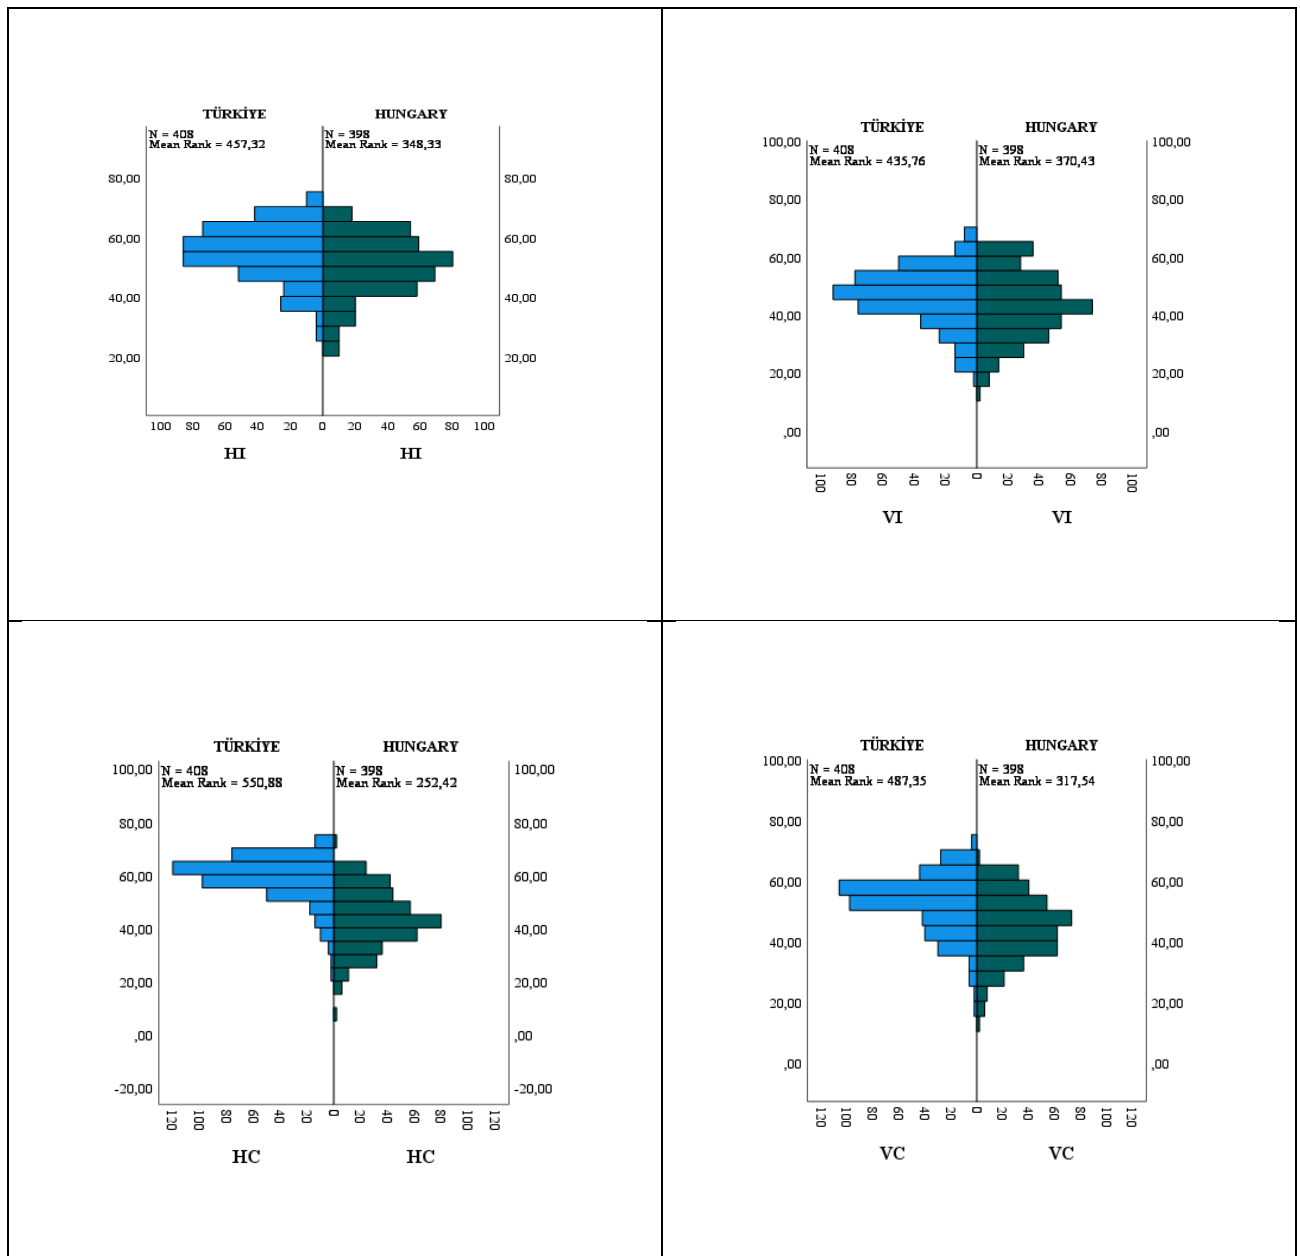 TÜRKİYE HUNGARY
N = 408 N = 398
Mean Rank = 457,32 Mean Rank = 348,33
80,00 80,00
60,00 60,00
40,00 40,00
20,00 20,00
100 80 60 40 20 0 20 40 60 80 100
HI HI
TÜRKİYE HUNGARY
100,00 100,00
N = 408 N = 398
Mean Rank = 435,76 Mean Rank = 370,43
80,00 80,00
60,00 60,00
40,00 40,00
20,00 20,00
,00 ,00
100 80 60 40 20 0 20 40 60 80 100
VI VI
TÜRKİYE HUNGARY
100,00 100,00
N = 408 N = 398
Mean Rank = 550,88 Mean Rank = 252,42
80,00 80,00
60,00 60,00
40,00 40,00
20,00 20,00
,00 ,00
-20,00 -20,00
120 100 80 60 40 20 0 20 40 60 80 100 120
HC HC
TÜRKİYE HUNGARY
100,00 100,00
N = 408 N = 398
Mean Rank = 487,35 Mean Rank = 317,54
80,00 80,00
60,00 60,00
40,00 40,00
20,00 20,00
,00 ,00
120 100 80 60 40 20 0 20 40 60 80 100 120
VC VC